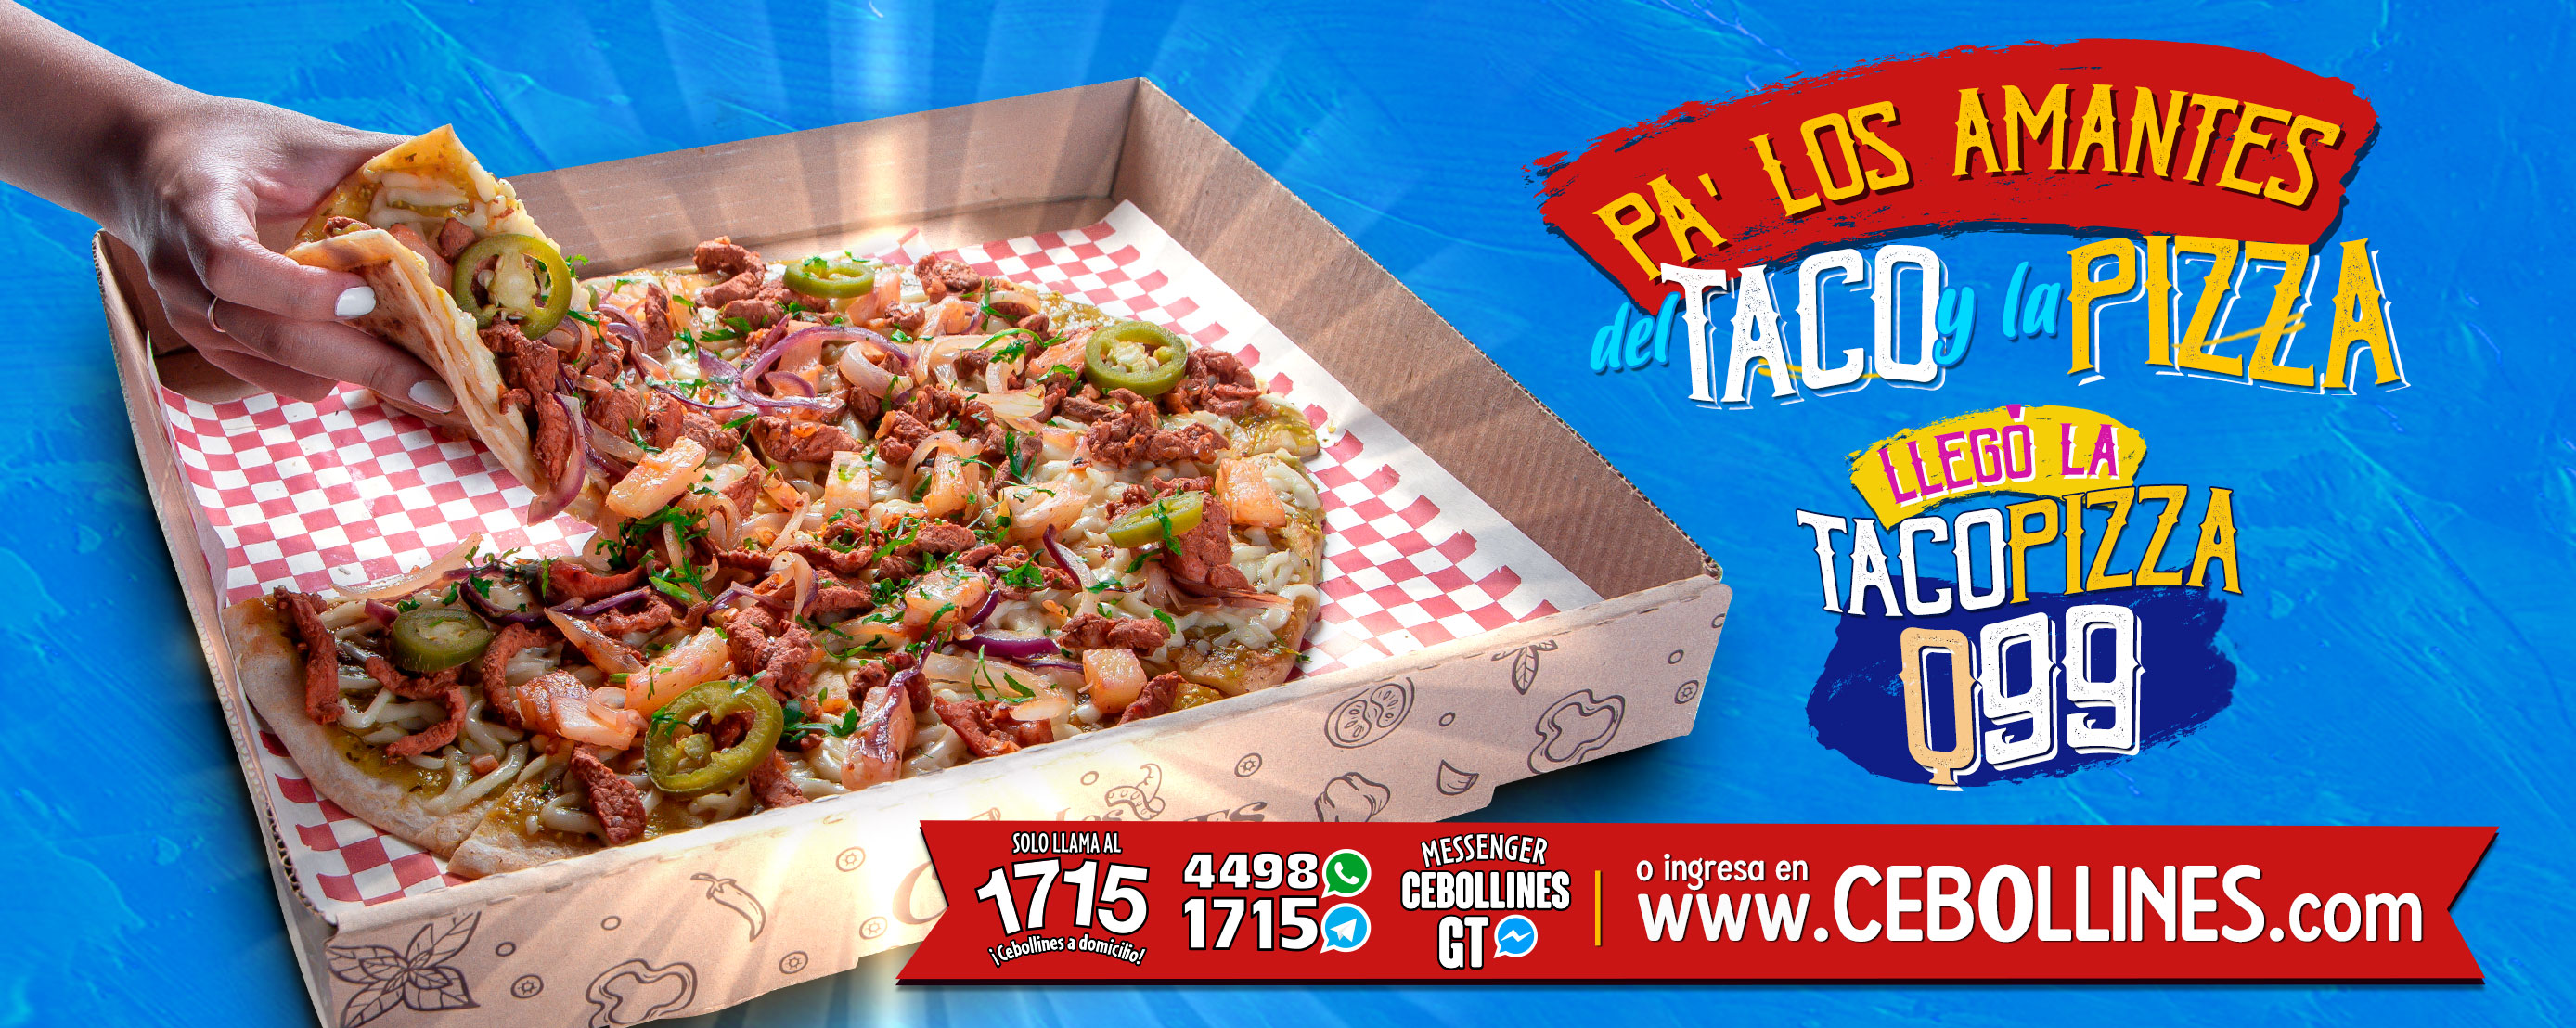 PA' LOS AMANTES
del TACO y la PIZZA
LLEGÓ LA
TACOPIZZA
Q99
SOLO LLAMA AL
1715
¡Cebollines a domicilio!
4498
1715
MESSENGER
CEBOLLINES
GT
o ingresa en
www.CEBOLLINES.com